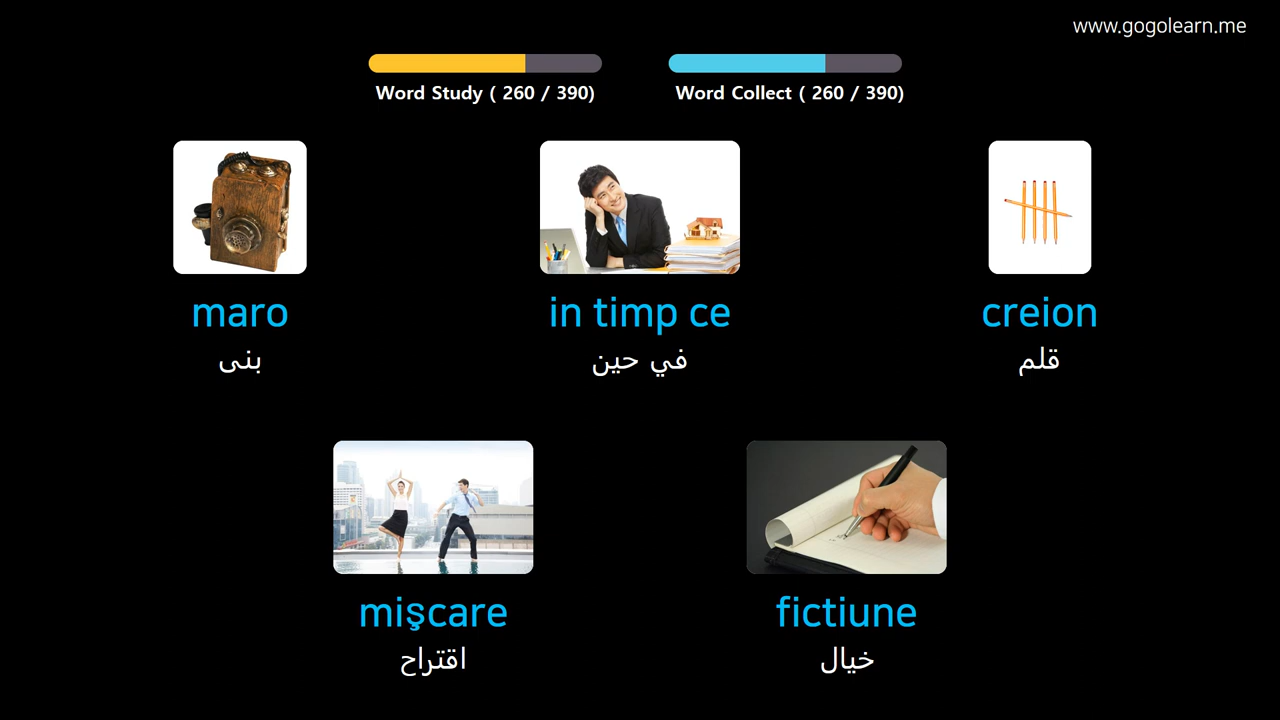 www.gogolearn.me
Word Study ( 260 / 390)
Word Collect ( 260 / 390)
maro
in timp ce
creion
بنى
في حين
قلم
mişcare
fictiune
اقتراح
خيال